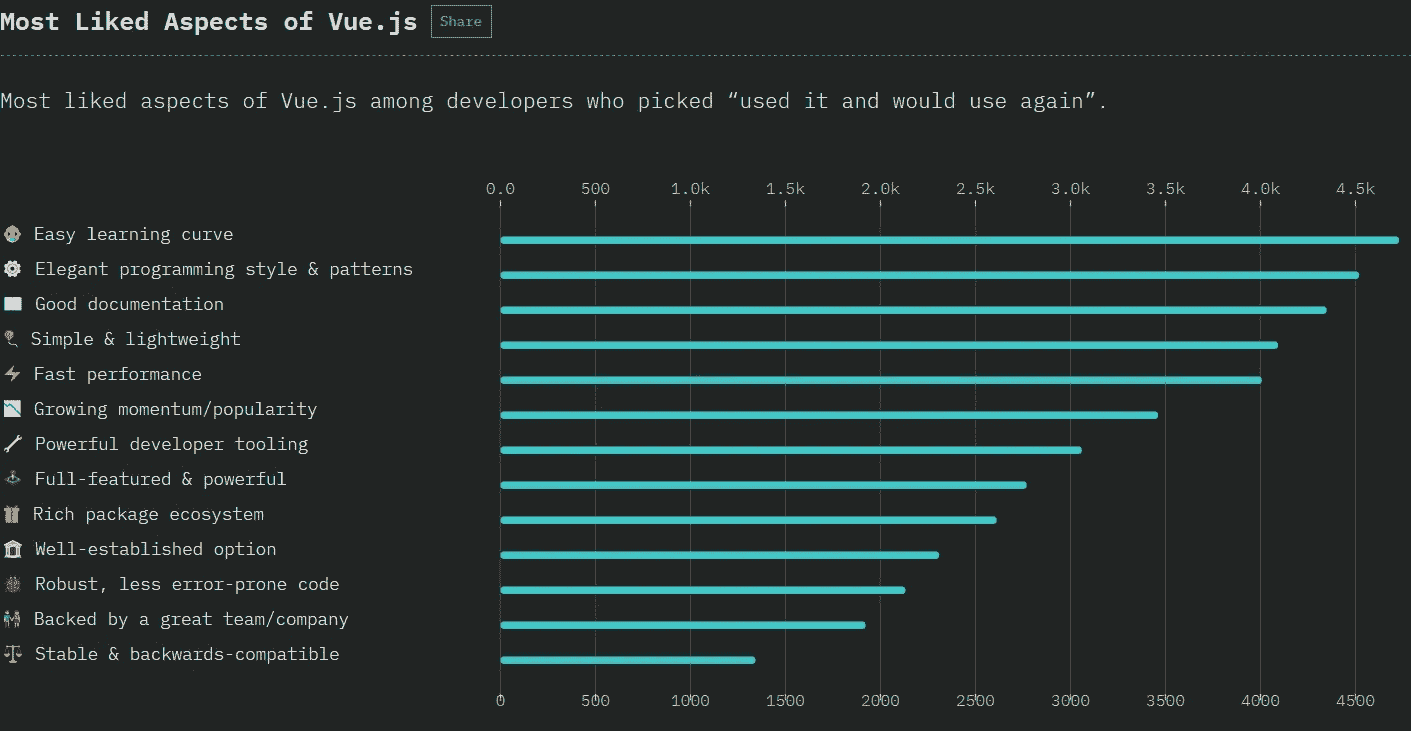 Most Liked Aspects of Vue.js Share
Most liked aspects of Vue.js among developers who picked “used it and would use again”.
0.0 500 1.0k 1.5k 2.0k 2.5k 3.0k 3.5k 4.0k 4.5k
Easy learning curve
Elegant programming style & patterns
Good documentation
Simple & lightweight
Fast performance
Growing momentum/popularity
Powerful developer tooling
Full-featured & powerful
Rich package ecosystem
Well-established option
Robust, less error-prone code
Backed by a great team/company
Stable & backwards-compatible
0 500 1000 1500 2000 2500 3000 3500 4000 4500